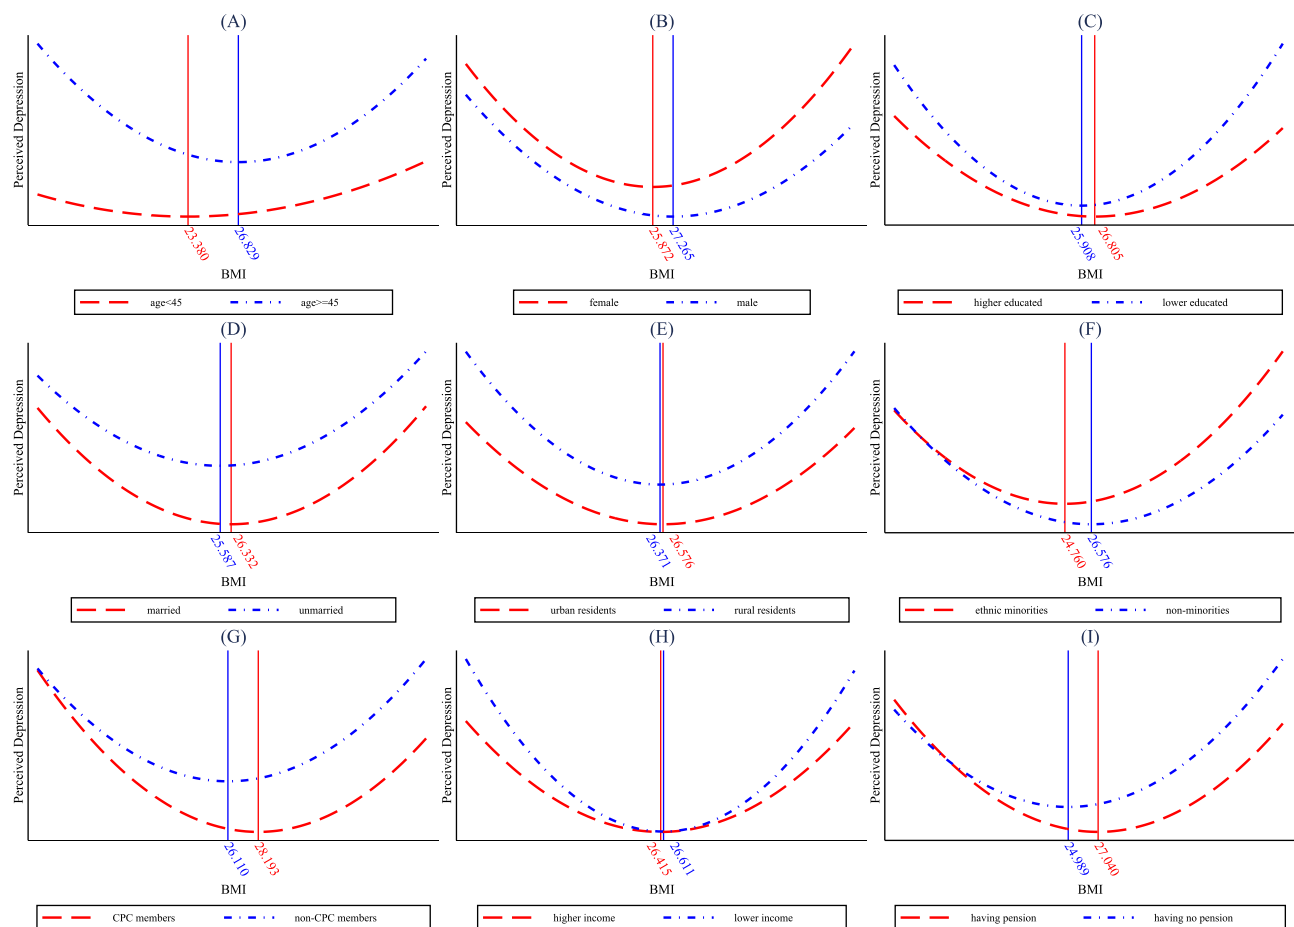 (A)
Perceived Depression
23.380
26.829
BMI
age<45
age>=45
(B)
Perceived Depression
25.872
27.265
BMI
female
male
(C)
Perceived Depression
25.908
26.805
BMI
higher educated
lower educated
(D)
Perceived Depression
25.587
26.332
BMI
married
unmarried
(E)
Perceived Depression
26.371
26.576
BMI
urban residents
rural residents
(F)
Perceived Depression
24.760
26.576
BMI
ethnic minorities
non-minorities
(G)
Perceived Depression
26.110
28.193
BMI
CPC members
non-CPC members
(H)
Perceived Depression
26.415
26.611
BMI
higher income
lower income
(I)
Perceived Depression
24.989
27.040
BMI
having pension
having no pension